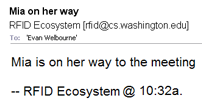 Mia on her way
RFID Ecosystem [rfid@cs.washington.edu]
To: 'Evan Welbourne'
Mia is on her way to the meeting
-- RFID Ecosystem @ 10:32a.